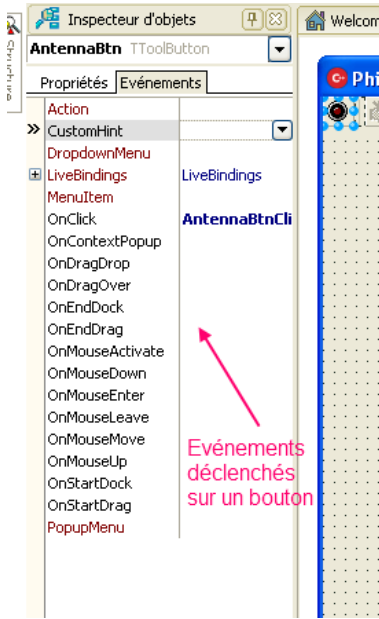 Inspecteur d'objets
Welcom
Structure
AntennaBtn TToolButton
Propriétés Evénements
Phi
Action
CustomHint
DropdownMenu
LiveBindings LiveBindings
MenuItem
OnClick AntennaBtnCli
OnContextPopup
OnDragDrop
OnDragOver
OnEndDock
OnEndDrag
OnMouseActivate
OnMouseDown
OnMouseEnter
OnMouseLeave
OnMouseMove
OnMouseUp
OnStartDock
OnStartDrag
PopupMenu
Evénements
déclenchés
sur un bouton